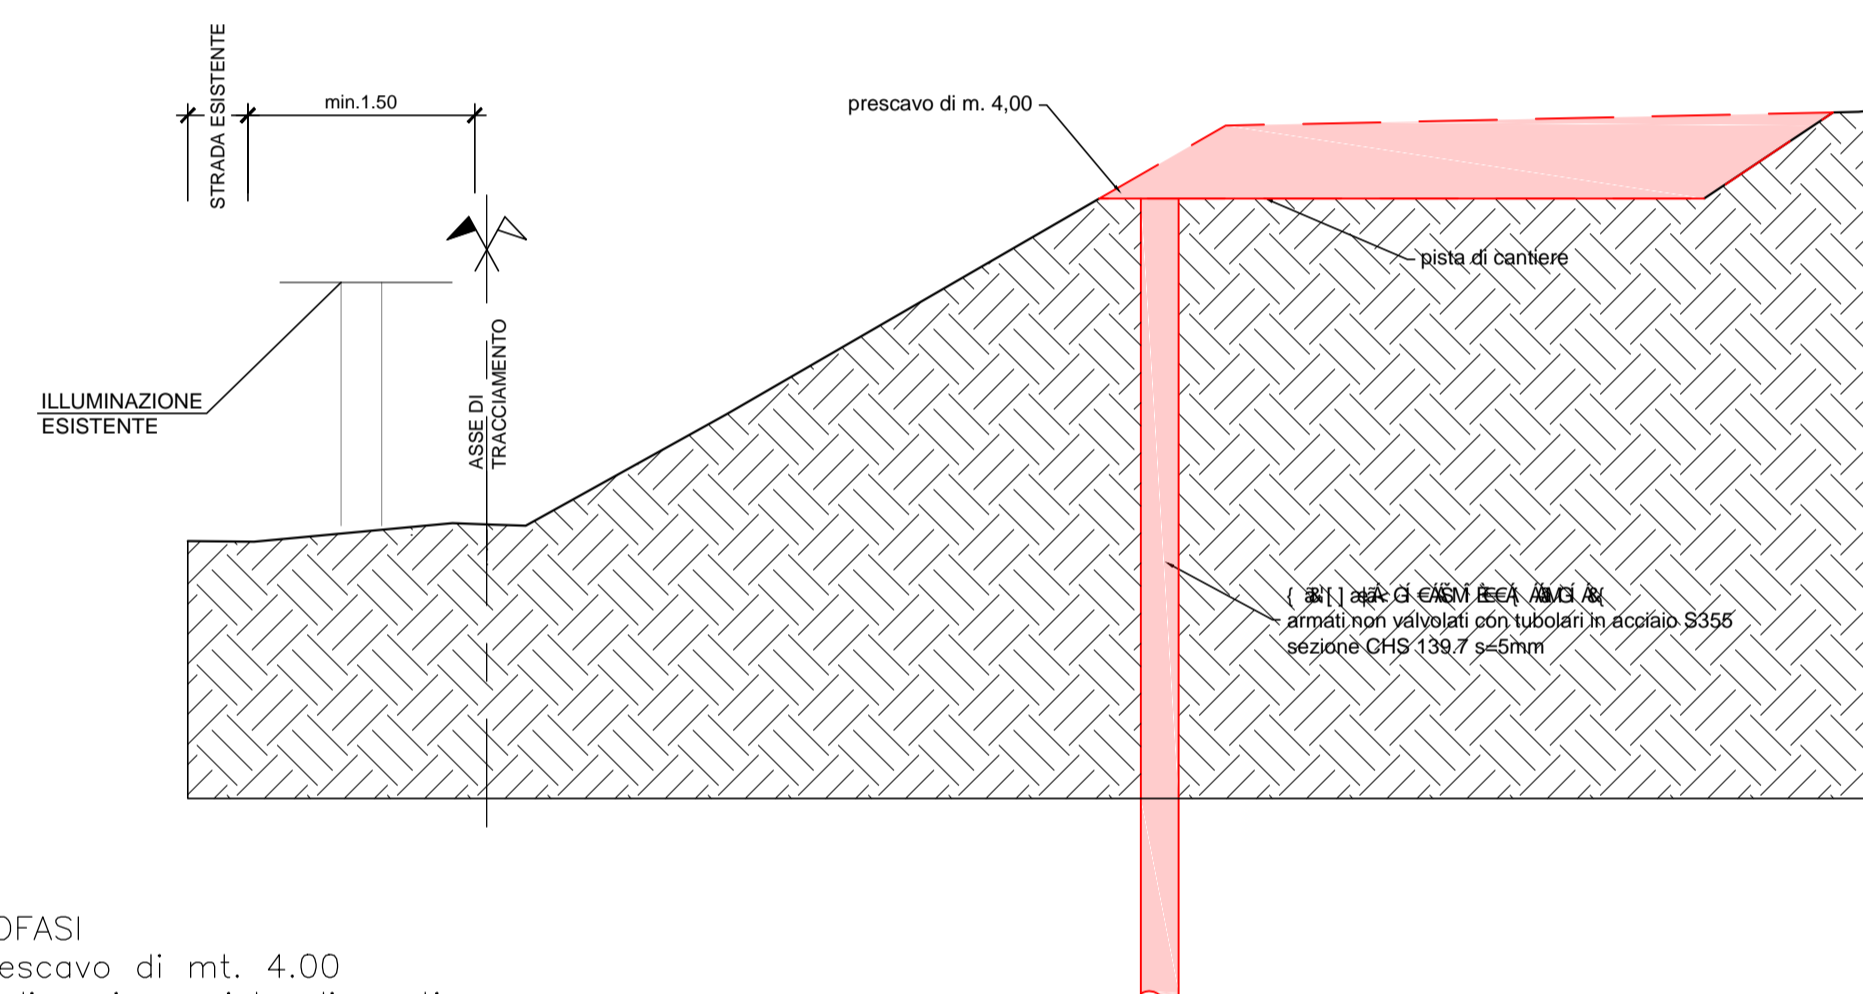 STRADA ESISTENTE
min.1.50
prescavo di m. 4,00
pista di cantiere
ILLUMINAZIONE
ESISTENTE
ASSE DI
TRACCIAMENTO
armati non valvolati con tubolari in acciaio S355
sezione CHS 139.7 s=5mm
OFASI
escavo di mt. 4.00